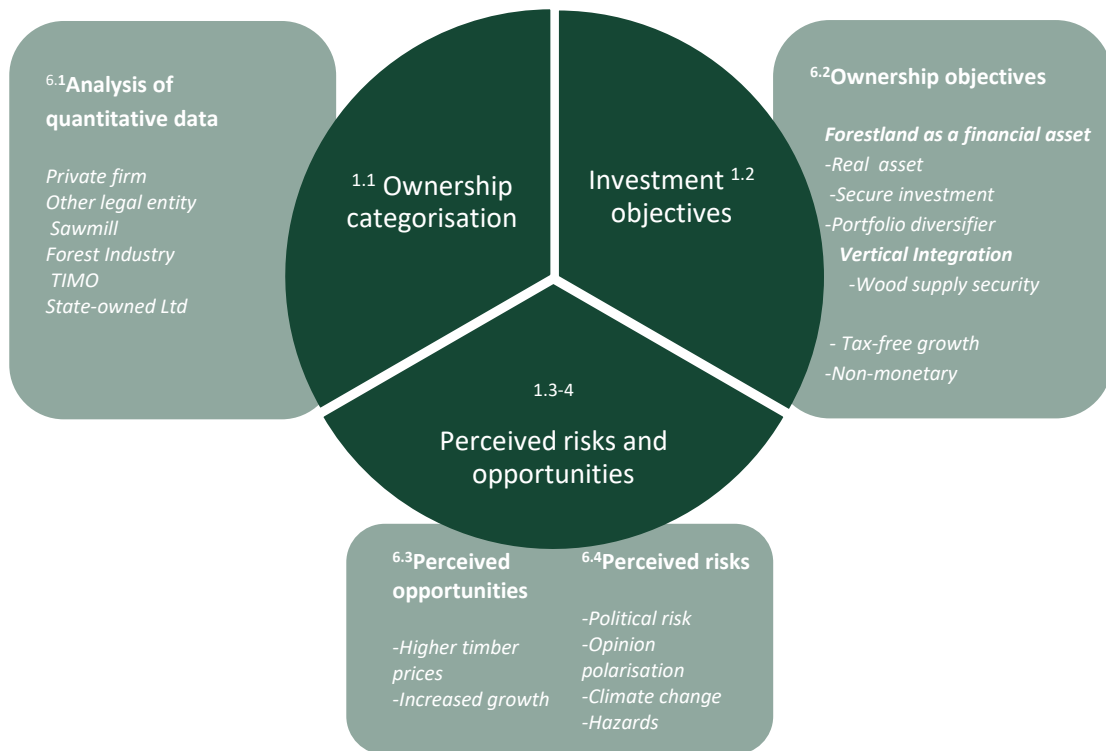 6.1Analysis of
quantitative data
Private firm
Other legal entity
Sawmill
Forest Industry
TIMO
State-owned Ltd
1.1 Ownership
categorisation
Investment 1.2
objectives
6.2Ownership objectives
Forestland as a financial asset
-Real asset
-Secure investment
-Portfolio diversifier
Vertical Integration
-Wood supply security
- Tax-free growth
-Non-monetary
1.3-4
Perceived risks and
opportunities
6.3Perceived
opportunities
-Higher timber
prices
-Increased growth
6.4Perceived risks
-Political risk
-Opinion
polarisation
-Climate change
-Hazards